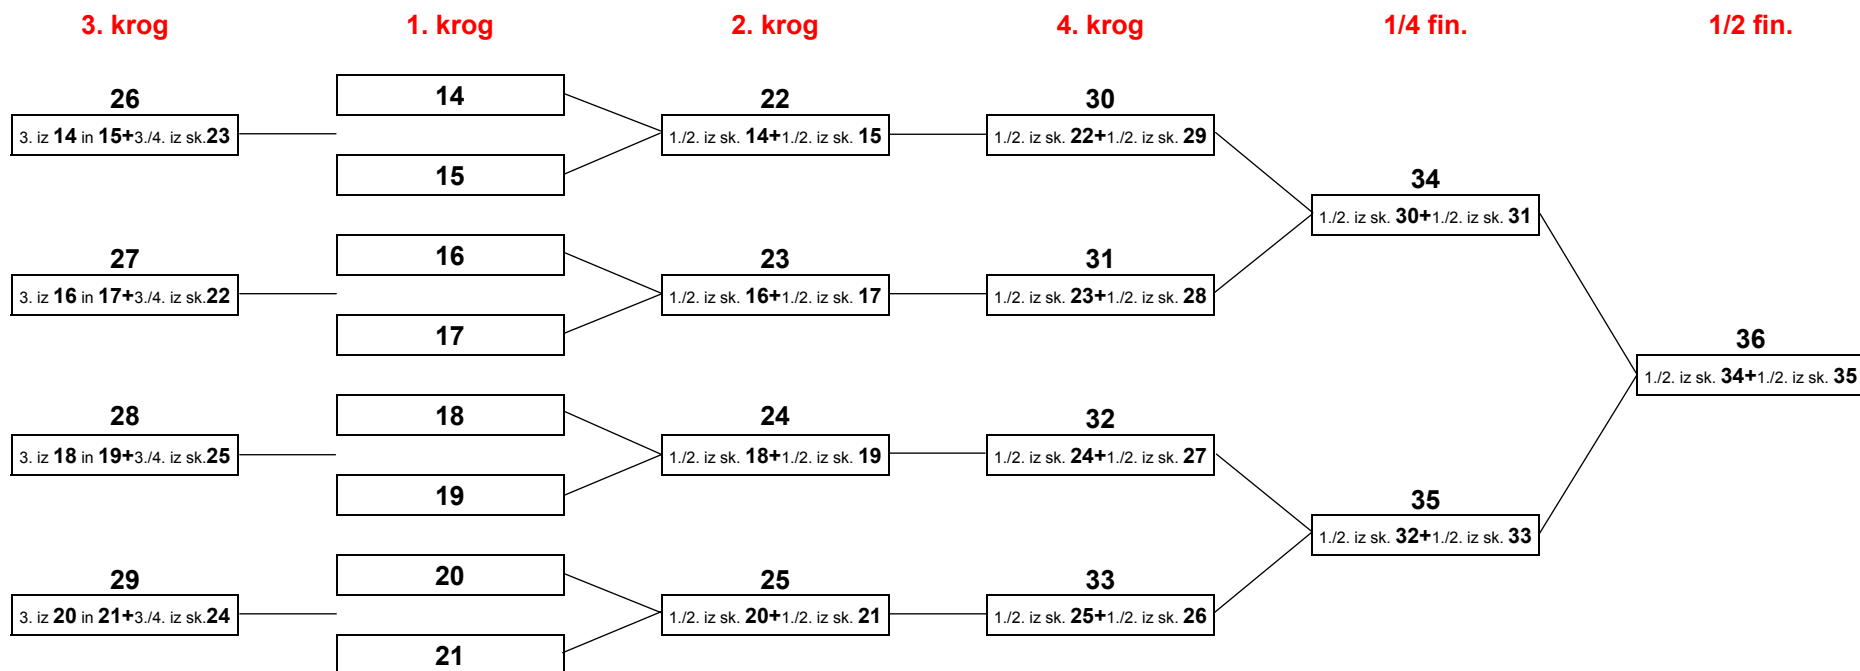 3. krog 1. krog 2. krog 4. krog 1/4 fin. 1/2 fin.
26
3. iz 14 in 15+3./4. iz sk.23
27
3. iz 16 in 17+3./4. iz sk.22
28
3. iz 18 in 19+3./4. iz sk.25
29
3. iz 20 in 21+3./4. iz sk.24
14
15
16
17
18
19
20
21
22
1./2. iz sk. 14+1./2. iz sk. 15
23
1./2. iz sk. 16+1./2. iz sk. 17
24
1./2. iz sk. 18+1./2. iz sk. 19
25
1./2. iz sk. 20+1./2. iz sk. 21
30
1./2. iz sk. 22+1./2. iz sk. 29
31
1./2. iz sk. 23+1./2. iz sk. 28
32
1./2. iz sk. 24+1./2. iz sk. 27
33
1./2. iz sk. 25+1./2. iz sk. 26
34
1./2. iz sk. 30+1./2. iz sk. 31
35
1./2. iz sk. 32+1./2. iz sk. 33
36
1./2. iz sk. 34+1./2. iz sk. 35